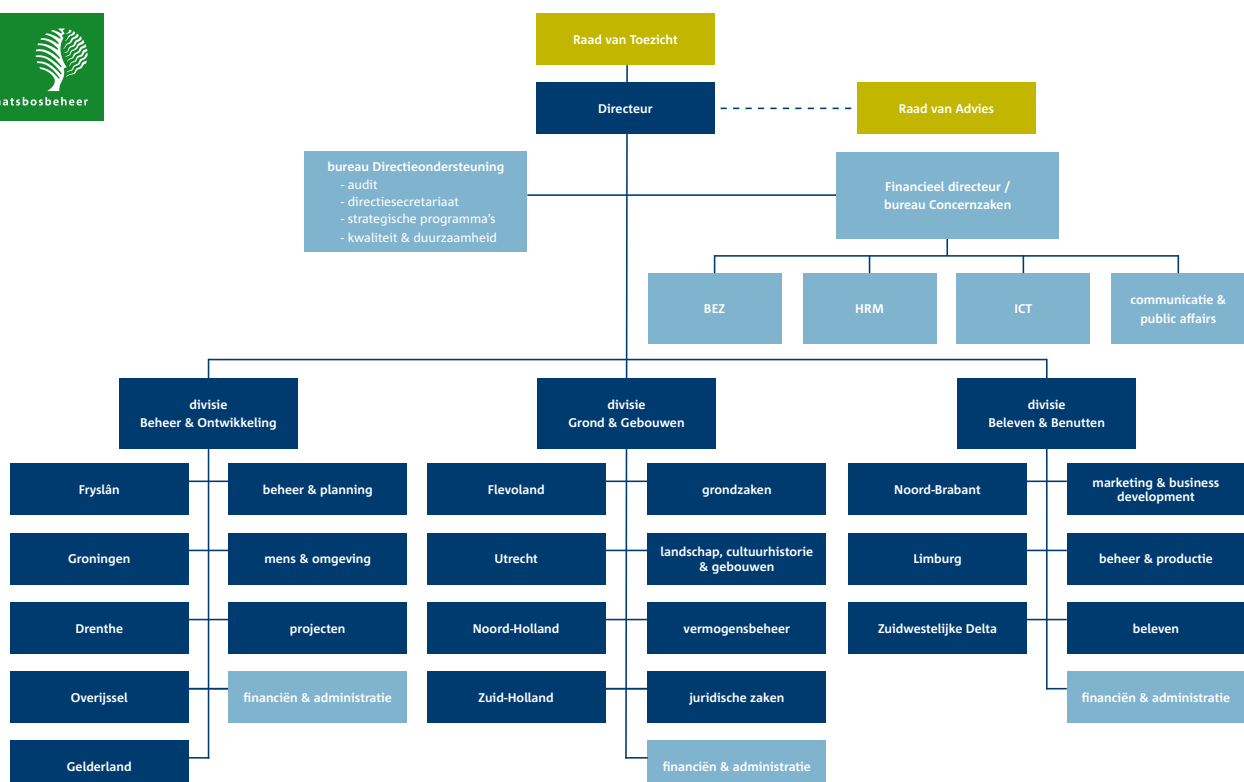 Raad van Toezicht
atsbosbeheer
Directeur
Raad van Advies
bureau Directieondersteuning
- audit
- directiesecretariaat
- strategische programma's
- kwaliteit & duurzaamheid
Financieel directeur /
bureau Concernzaken
BEZ
HRM
ICT
communicatie &
public affairs
divisie
Beheer & Ontwikkeling
divisie
Grond & Gebouwen
divisie
Beleven & Benutten
Fryslân
beheer & planning
Flevoland
grondzaken
Noord-Brabant
marketing & business
development
Groningen
mens & omgeving
Utrecht
landschap, cultuurhistorie
& gebouwen
Limburg
beheer & productie
Drenthe
projecten
Noord-Holland
vermogensbeheer
Zuidwestelijke Delta
beleven
Overijssel
financiën & administratie
Zuid-Holland
juridische zaken
financiën & administratie
Gelderland
financiën & administratie